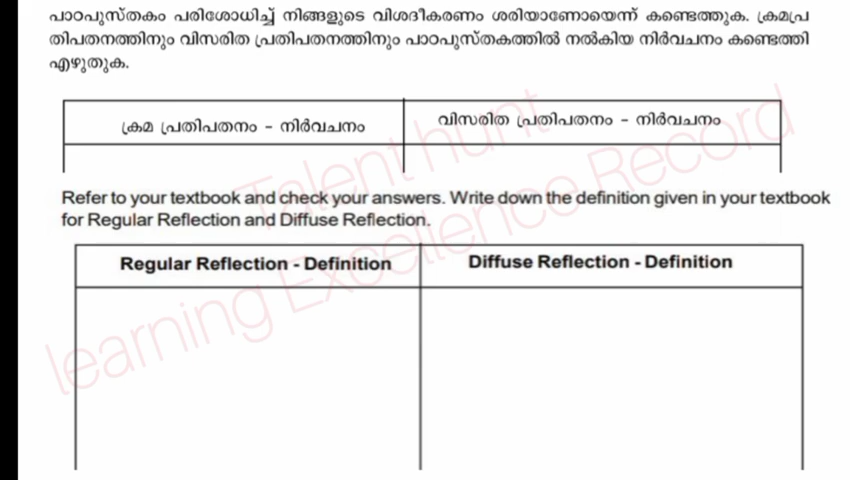 പാഠപുസ്തകം പരിശോധിച്ച് നിങ്ങളുടെ വിശദീകരണം ശരിയാണോയെന്ന് കണ്ടെത്തുക. ക്രമപ്ര
തിപതനത്തിനും വിസരിത പ്രതിപതനത്തിനും പാഠപുസ്തകത്തിൽ നൽകിയ നിർവചനം കണ്ടെത്തി
എഴുതുക.
ക്രമ പ്രതിപതനം - നിർവചനം
വിസരിത പ്രതിപതനം - നിർവചനം
Refer to your textbook and check your answers. Write down the definition given in your textbook
for Regular Reflection and Diffuse Reflection.
Regular Reflection - Definition
Diffuse Reflection - Definition
Talent hunt
learning Excellence Record